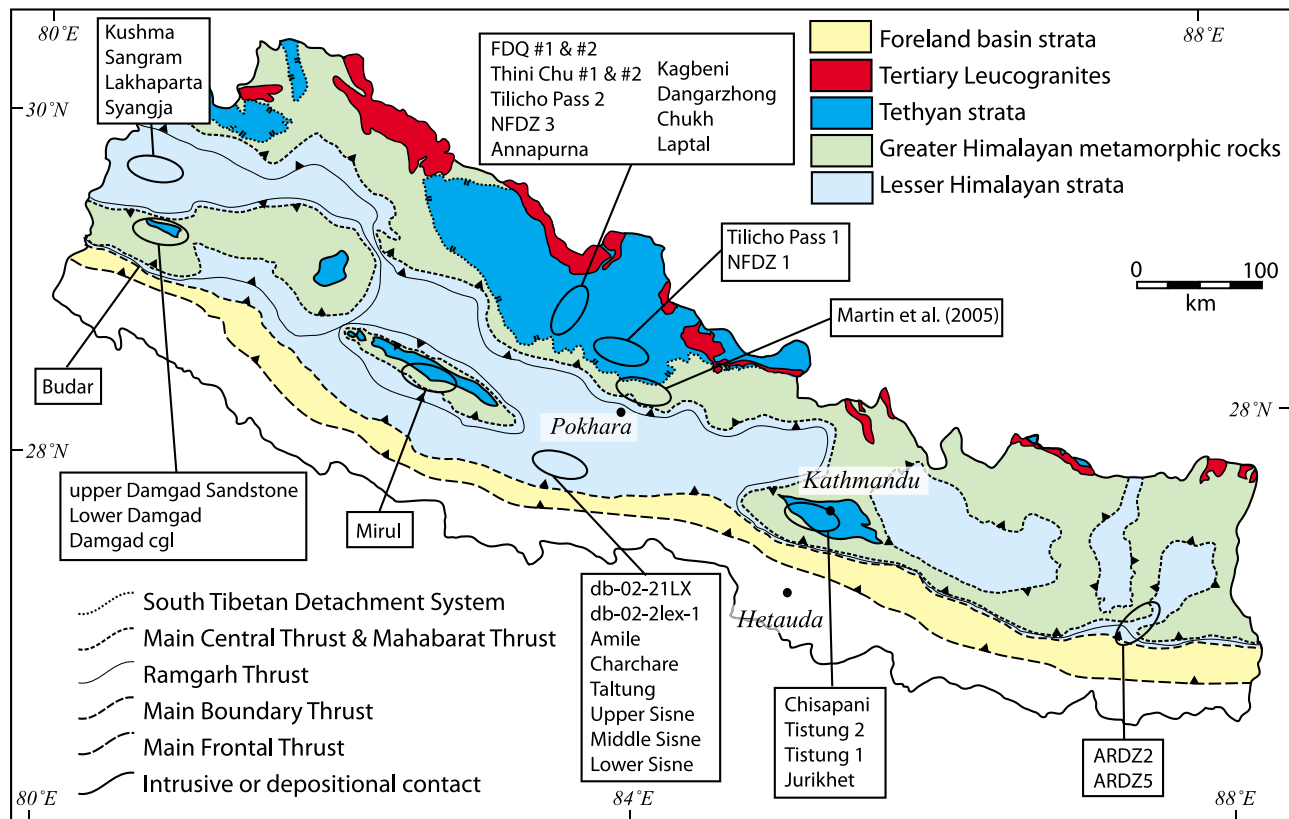 80°E
88°E
30°N
28°N
28°N
80°E
84°E
88°E
Kushma
Sangram
Lakhaparta
Syangja
FDQ #1 & #2
Thini Chu #1 & #2
Tilicho Pass 2
NFDZ 3
Annapurna
Kagbeni
Dangarzhong
Chukh
Laptal
Foreland basin strata
Tertiary Leucogranites
Tethyan strata
Greater Himalayan metamorphic rocks
Lesser Himalayan strata
Tilicho Pass 1
NFDZ 1
0 100
km
Martin et al. (2005)
Budar
Pokhara
Kathmandu
Hetauda
upper Damgad Sandstone
Lower Damgad
Damgad cgl
Mirul
db-02-21LX
db-02-2lex-1
Amile
Charchare
Taltung
Upper Sisne
Middle Sisne
Lower Sisne
Chisapani
Tistung 2
Tistung 1
Jurikhet
ARDZ2
ARDZ5
South Tibetan Detachment System
Main Central Thrust & Mahabarat Thrust
Ramgarh Thrust
Main Boundary Thrust
Main Frontal Thrust
Intrusive or depositional contact